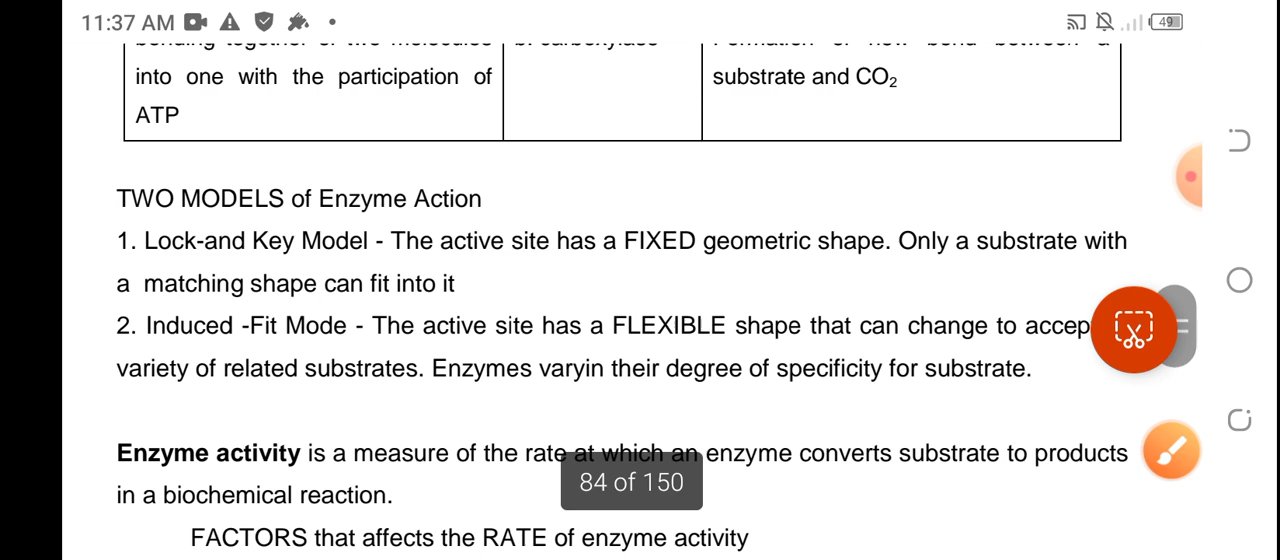 11:37 AM
49
into one with the participation of
substrate and CO₂
ATP
TWO MODELS of Enzyme Action
1. Lock-and Key Model - The active site has a FIXED geometric shape. Only a substrate with
a matching shape can fit into it
2. Induced -Fit Mode - The active site has a FLEXIBLE shape that can change to accep
variety of related substrates. Enzymes varyin their degree of specificity for substrate.
Enzyme activity is a measure of the rate at which an enzyme converts substrate to products
84 of 150
in a biochemical reaction.
FACTORS that affects the RATE of enzyme activity